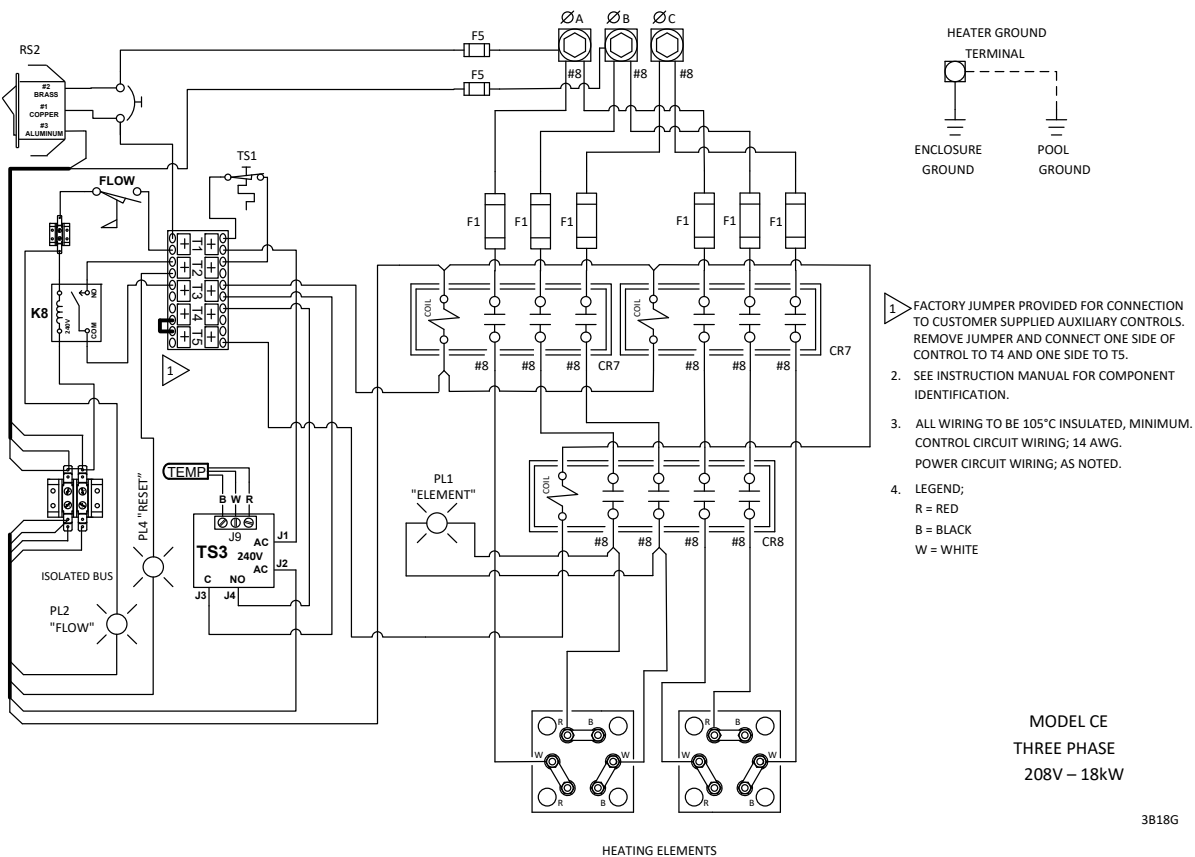 ØA ØB ØC
RS2
F5
F5
#8 #8 #8
#2
BRASS
#1
COPPER
#3
ALUMINUM
HEATER GROUND
TERMINAL
ENCLOSURE
GROUND
POOL
GROUND
TS1
FLOW
F1 F1 F1 F1 F1 F1
T1
T2
T3
T4
T5
K8
240V
NO
COM
1
COIL
COIL
#8 #8 CR7 #8 #8 #8
CR7
1 FACTORY JUMPER PROVIDED FOR CONNECTION
TO CUSTOMER SUPPLIED AUXILIARY CONTROLS.
REMOVE JUMPER AND CONNECT ONE SIDE OF
CONTROL TO T4 AND ONE SIDE TO T5.
2. SEE INSTRUCTION MANUAL FOR COMPONENT
IDENTIFICATION.
3. ALL WIRING TO BE 105°C INSULATED, MINIMUM.
CONTROL CIRCUIT WIRING; 14 AWG.
POWER CIRCUIT WIRING; AS NOTED.
4. LEGEND;
R = RED
B = BLACK
W = WHITE
TEMP
B W R
J9
TS3
AC J1
240V
AC J2
C NO
J3 J4
PL4 "RESET"
PL1
"ELEMENT"
COIL
#8 #8 #8 #8 CR8
ISOLATED BUS
PL2
"FLOW"
R B R B
W W W W
R B R B
HEATING ELEMENTS
MODEL CE
THREE PHASE
208V – 18kW
3B18G